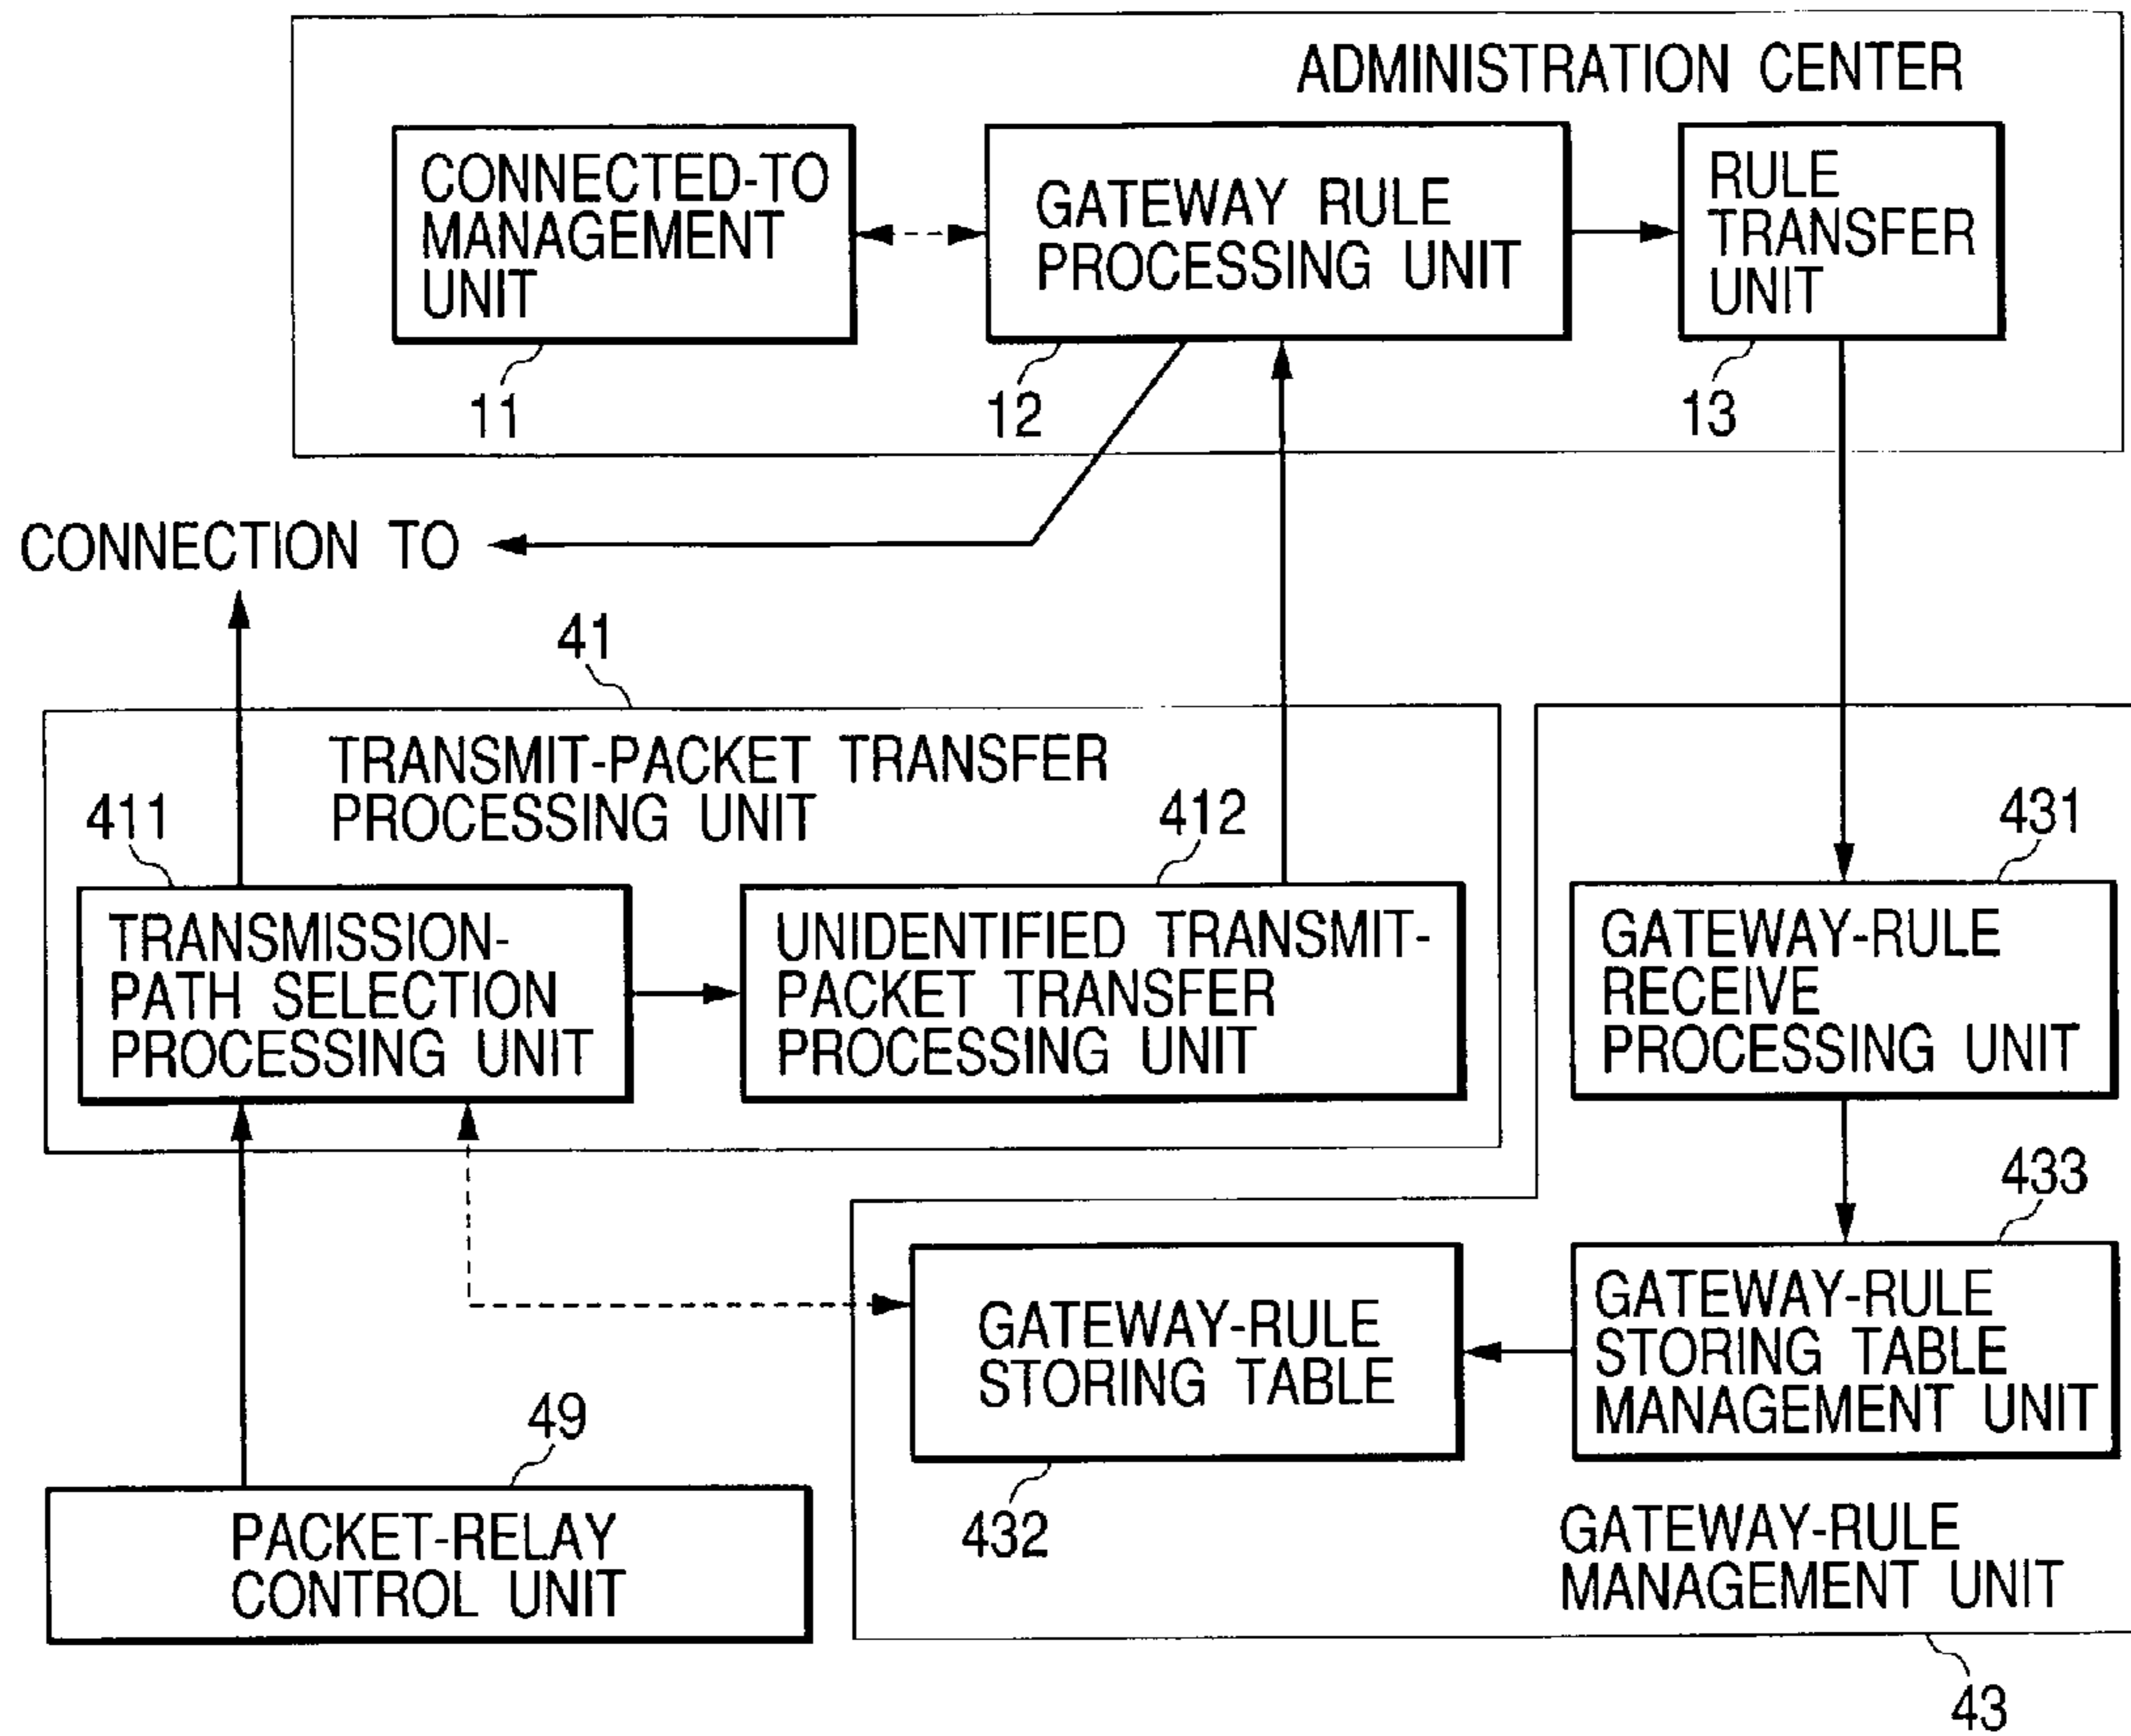 ADMINISTRATION CENTER
CONNECTED-TO
MANAGEMENT
UNIT
GATEWAY RULE
PROCESSING UNIT
RULE
TRANSFER
UNIT
11
12
13
CONNECTION TO
41
TRANSMIT-PACKET TRANSFER
PROCESSING UNIT
411
412
431
TRANSMISSION-
PATH SELECTION
PROCESSING UNIT
UNIDENTIFIED TRANSMIT-
PACKET TRANSFER
PROCESSING UNIT
GATEWAY-RULE
RECEIVE
PROCESSING UNIT
433
GATEWAY-RULE
STORING TABLE
GATEWAY-RULE
STORING TABLE
MANAGEMENT UNIT
49
432
PACKET-RELAY
CONTROL UNIT
GATEWAY-RULE
MANAGEMENT UNIT
43